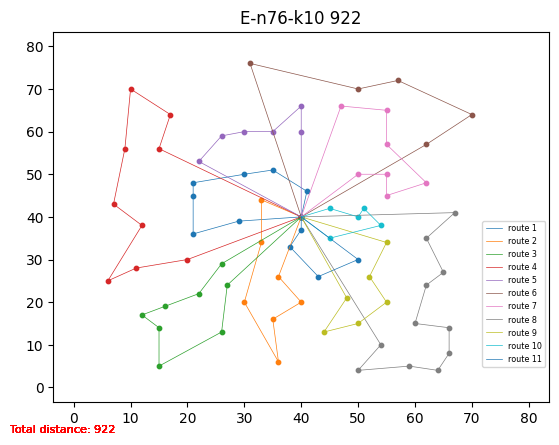 E-n76-k10 922
80
70
60
50
40
30
20
10
0
route 1
route 2
route 3
route 4
route 5
route 6
route 7
route 8
route 9
route 10
route 11
0 10 20 30 40 50 60 70 80
Total distance: 922